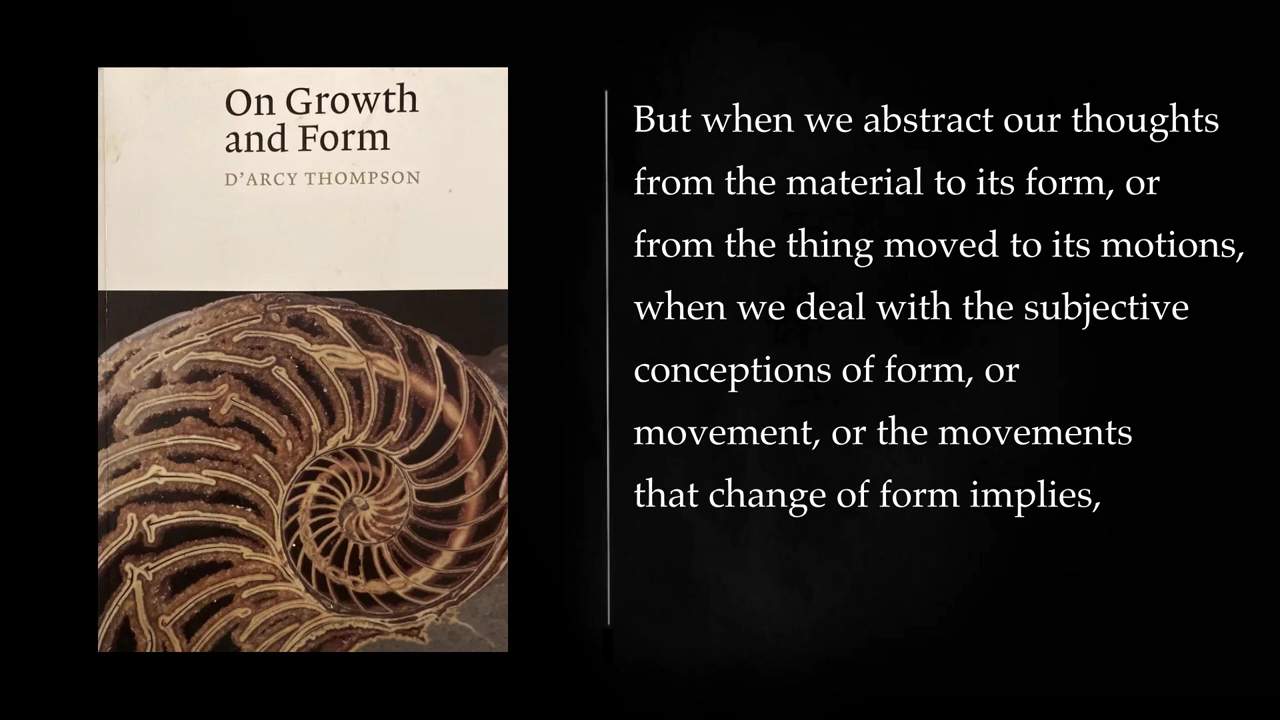 On Growth
and Form
D'ARCY THOMPSON
But when we abstract our thoughts
from the material to its form, or
from the thing moved to its motions,
when we deal with the subjective
conceptions of form, or
movement, or the movements
that change of form implies,